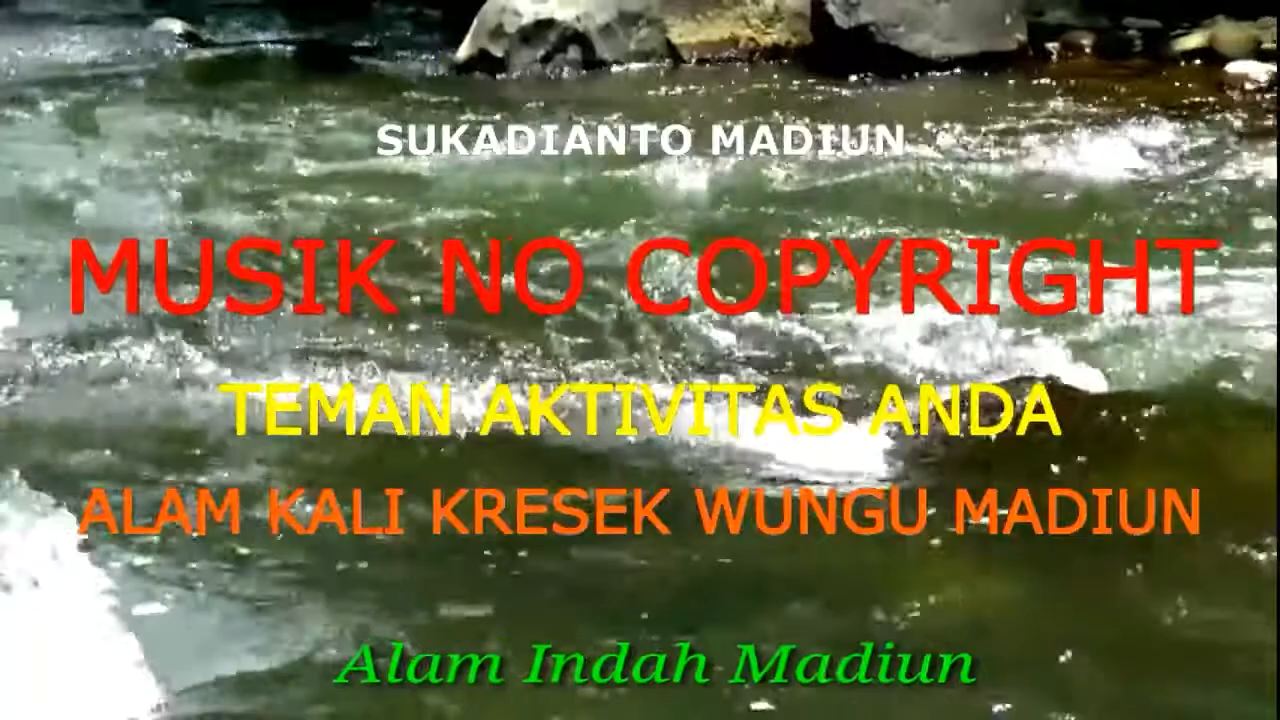 SUKADIANTO MADIUN
MUSIK NO COPYRIGHT
TEMAN AKTIVITAS ANDA
ALAM KALI KRESEK WUNGU MADIUN
Alam Indah Madiun